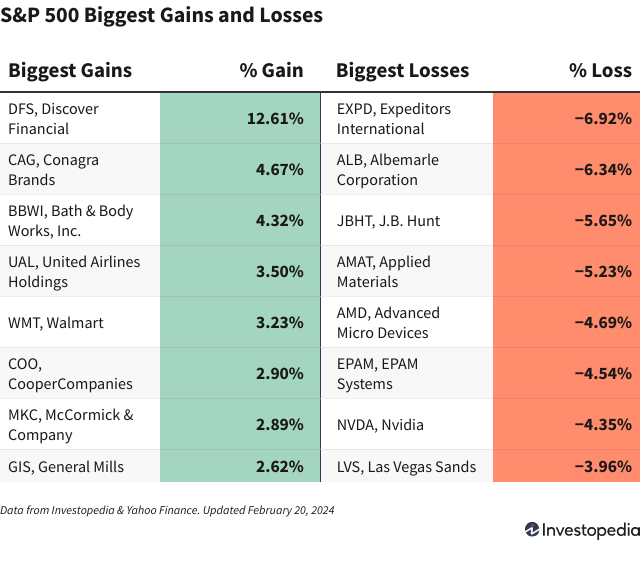 S&P 500 Biggest Gains and Losses
Biggest Gains % Gain Biggest Losses % Loss
DFS, Discover
Financial
12.61%
EXPD, Expeditors
International
−6.92%
CAG, Conagra
Brands
4.67%
ALB, Albemarle
Corporation
−6.34%
BBWI, Bath & Body
Works, Inc.
4.32%
JBHT, J.B. Hunt
−5.65%
UAL, United Airlines
Holdings
3.50%
AMAT, Applied
Materials
−5.23%
WMT, Walmart
3.23%
AMD, Advanced
Micro Devices
−4.69%
COO,
CooperCompanies
2.90%
EPAM, EPAM
Systems
−4.54%
MKC, McCormick &
Company
2.89%
NVDA, Nvidia
−4.35%
GIS, General Mills
2.62%
LVS, Las Vegas Sands
−3.96%
Data from Investopedia & Yahoo Finance. Updated February 20, 2024
Investopedia